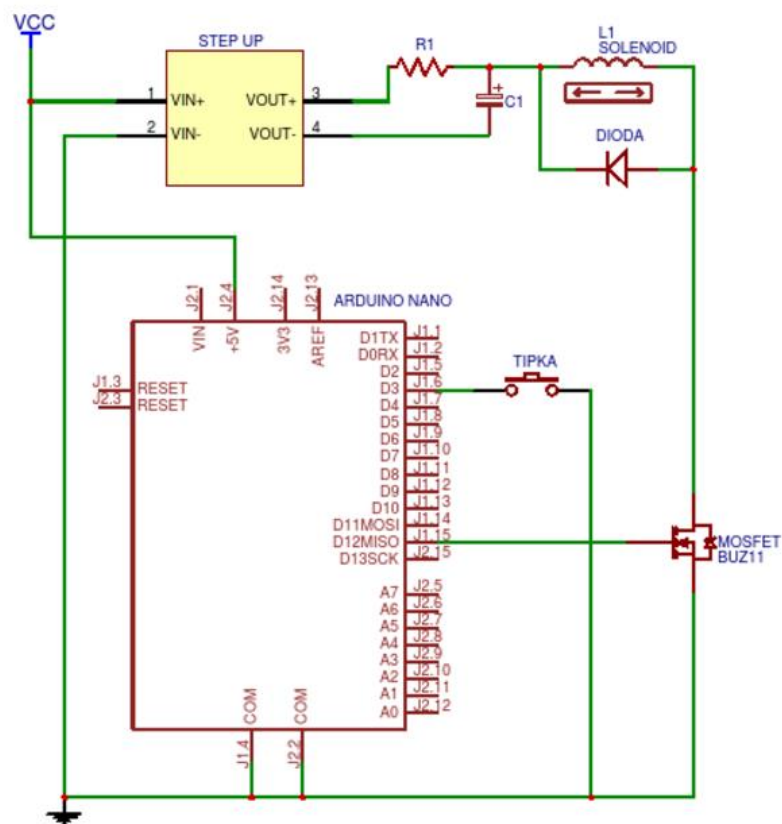 VCC
STEP UP
1 VIN+ VOUT+ 3
2 VIN- VOUT- 4
R1
C1
L1
SOLENOID
DIODA
J2.1
J2.4
J2.14
J2.13
ARDUINO NANO
VIN
+5V
3V3
AREF
J1.3 RESET
J2.3 RESET
D1TX J1.1
D0RX J1.2
D2 J1.5
D3 J1.6
D4 J1.7
D5 J1.8
D6 J1.9
D7 J1.10
D8 J1.11
D9 J1.12
D10 J1.13
D11MOSI J1.14
D12MISO J1.15
D13SCK J2.15
A7 J2.5
A6 J2.6
A5 J2.7
A4 J2.8
A3 J2.9
A2 J2.10
A1 J2.11
A0 J2.12
TIPKA
MOSFET
BUZ11
COM
COM
J1.4
J2.2